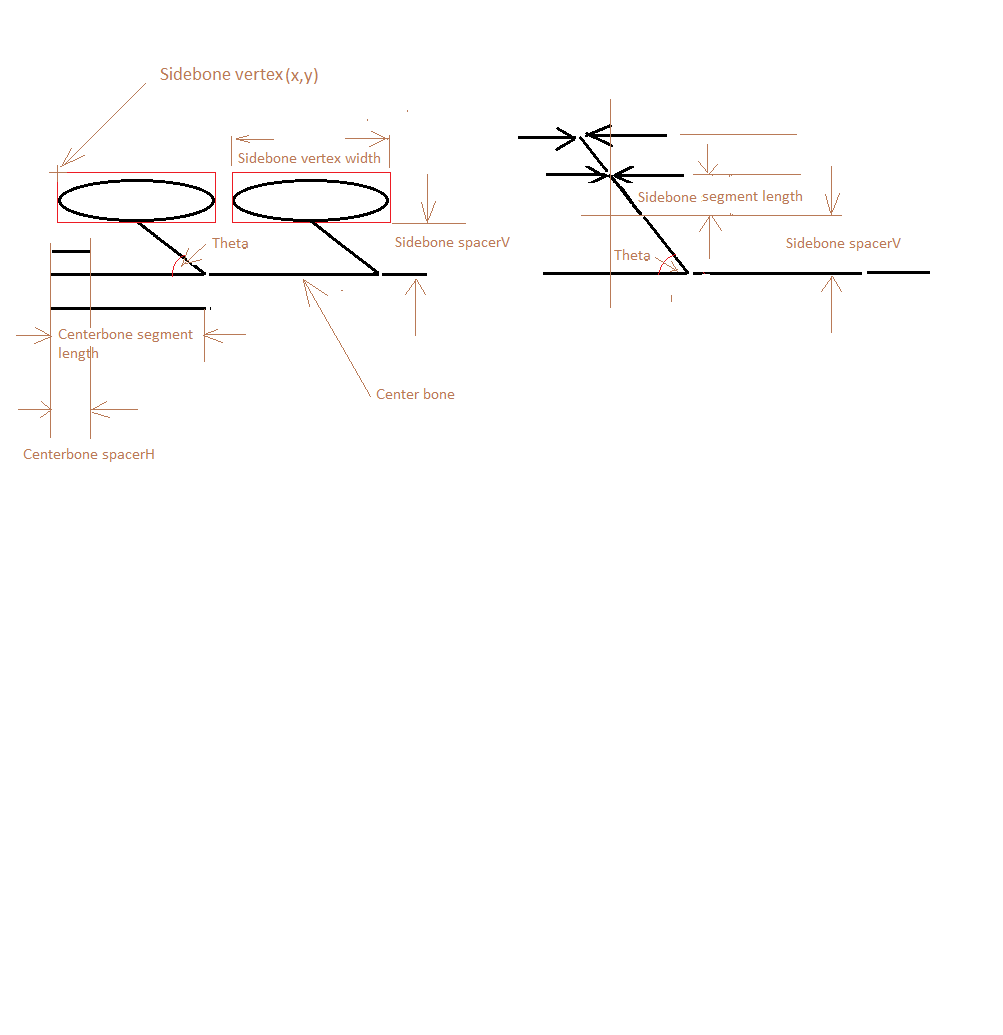 Sidebone vertex(x,y)
Sidebone vertex width
Theta
Sidebone spacerV
Centerbone segment
length
Center bone
Centerbone spacerH
Sidebone segment length
Sidebone spacerV
Theta